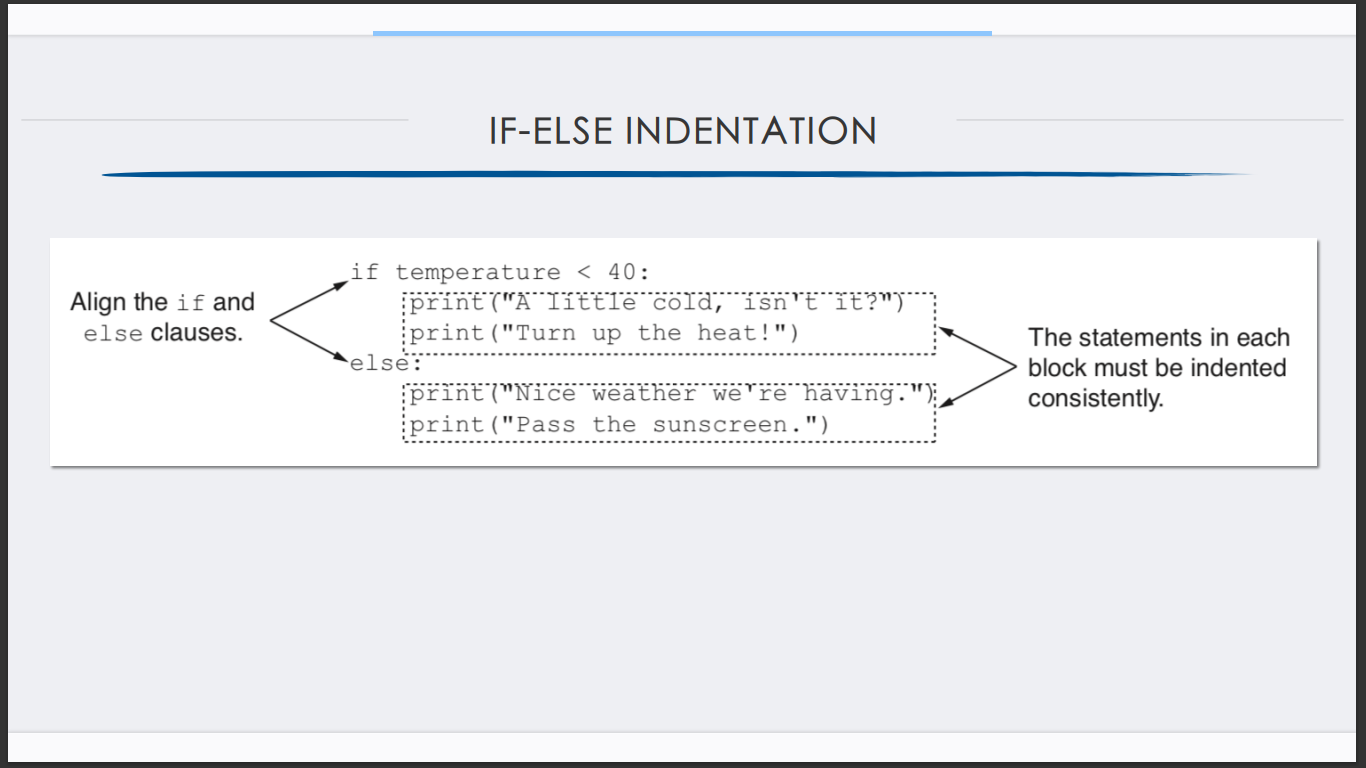 IF-ELSE INDENTATION
Align the if and
else clauses.
if temperature < 40:
print("A little cold, isn't it?")
print("Turn up the heat!")
else:
print("Nice weather we're having.")
print("Pass the sunscreen.")
The statements in each
block must be indented
consistently.